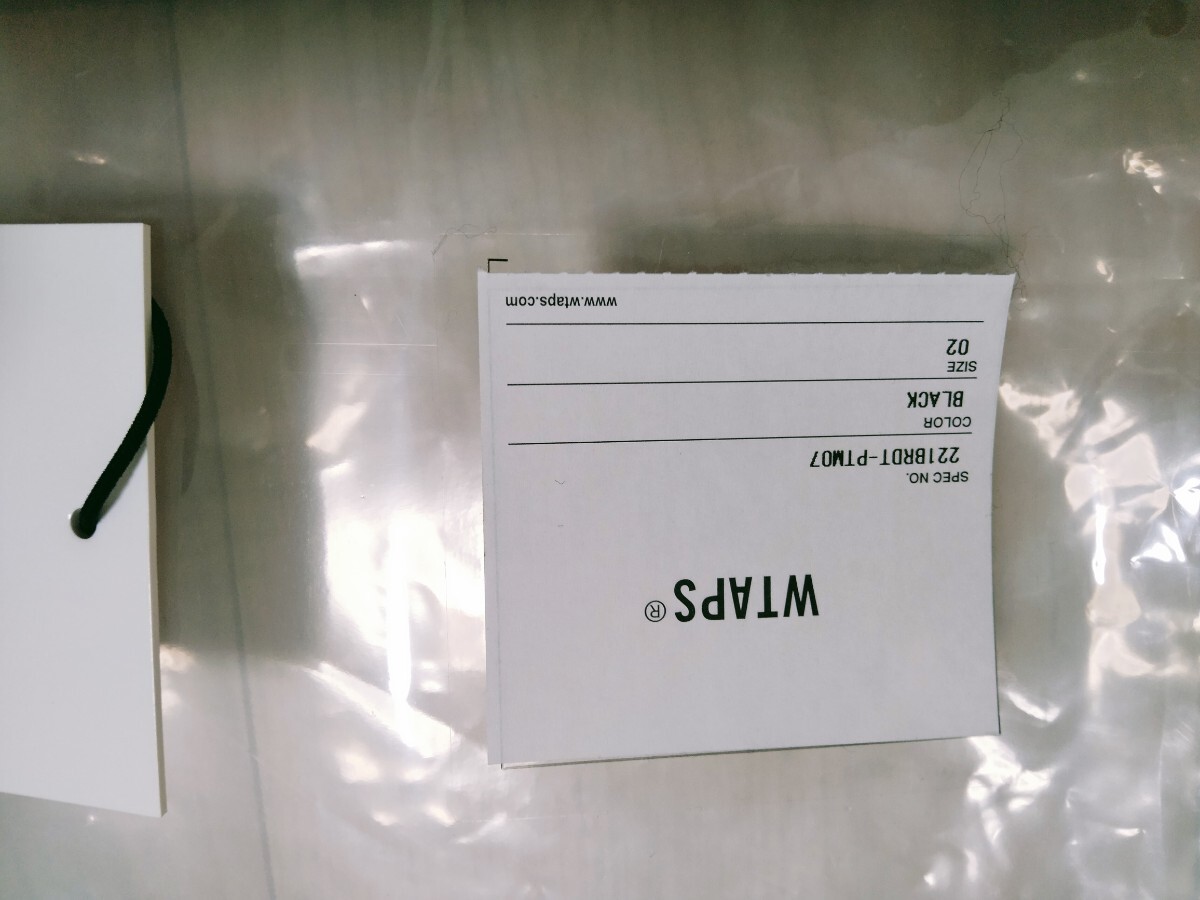 WTAPS®
SPEC NO.
221BRDT-PTM07
COLOR
BLACK
SIZE
02
www.wtaps.com